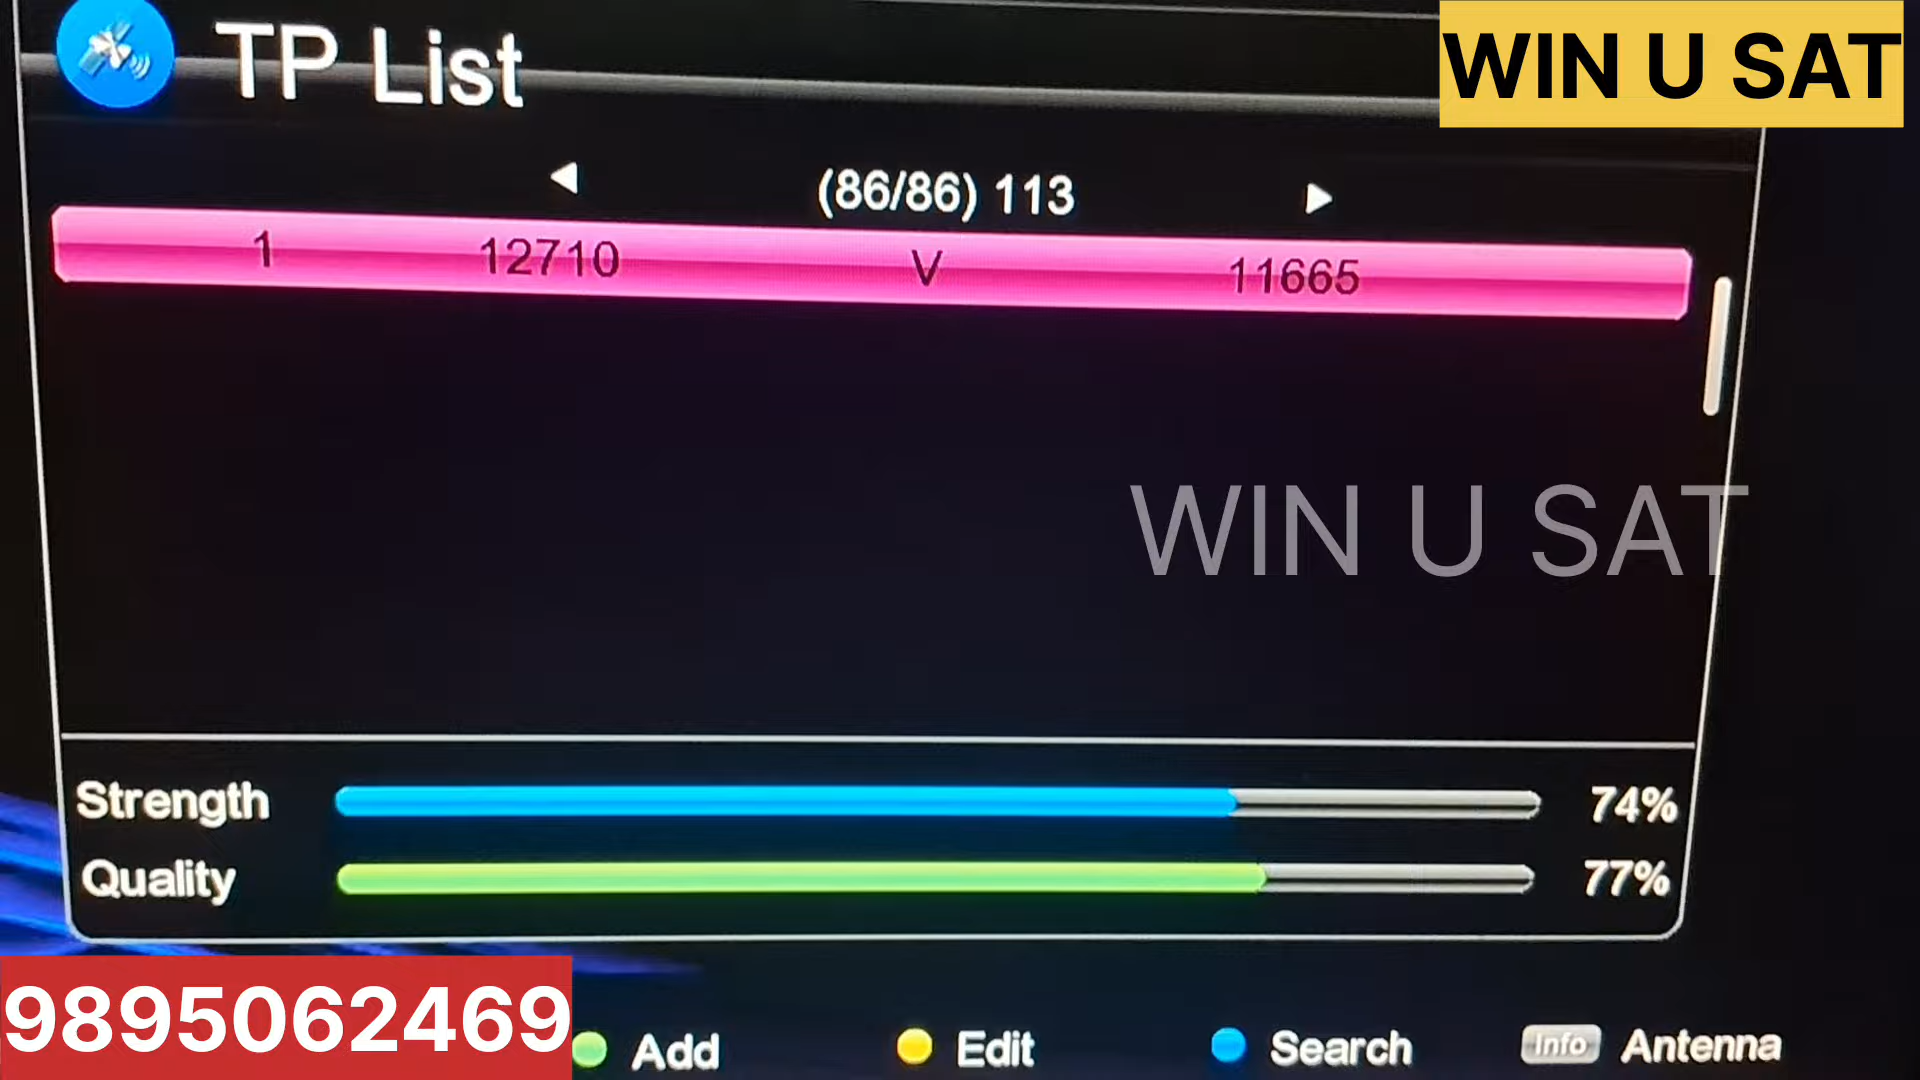 TP List
WIN U SAT
(86/86) 113
1 12710 V 11665
WIN U SAT
Strength 74%
Quality 77%
9895062469
Add Edit Search Info Antenna